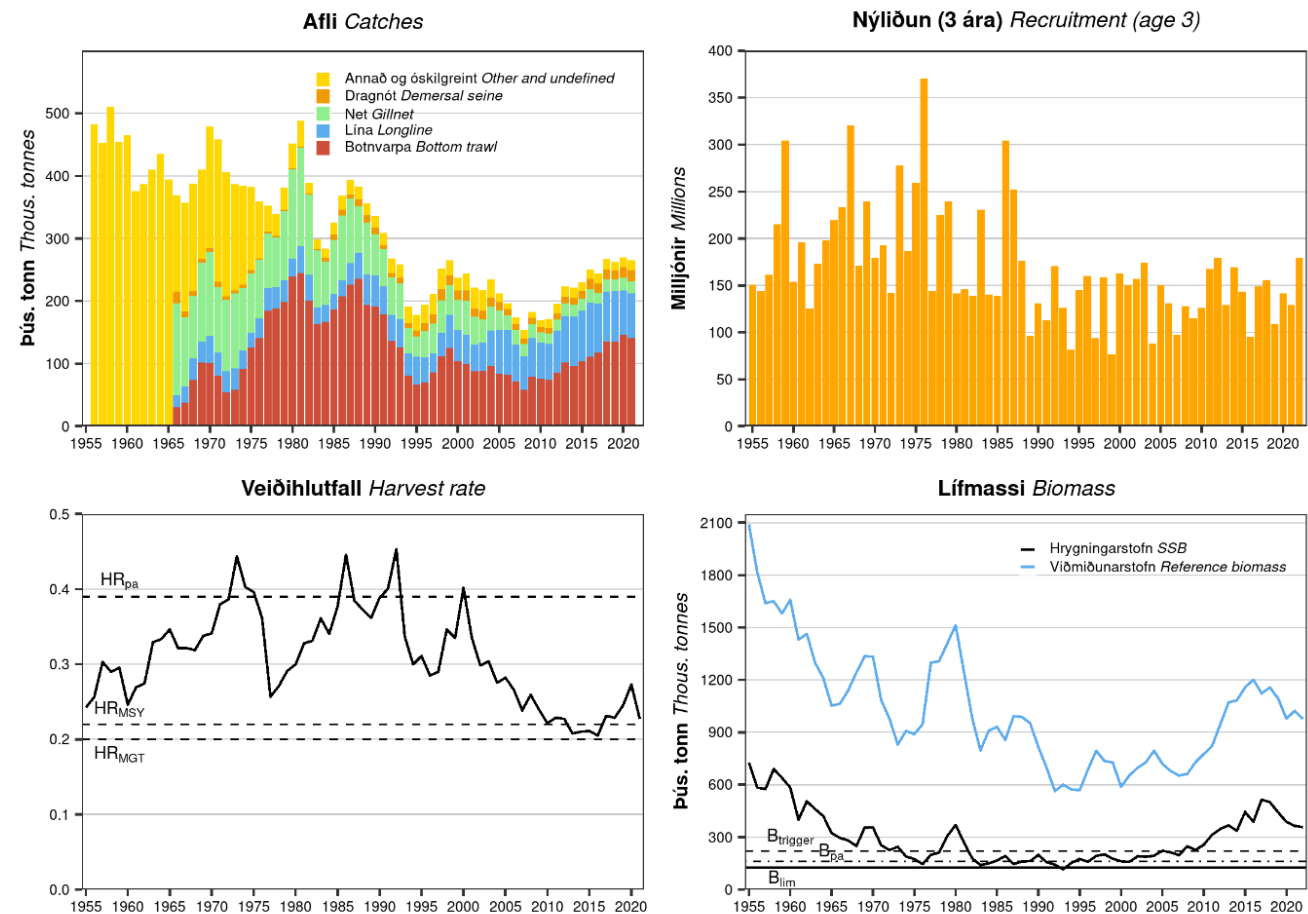 Afli Catches
Þús. tonn Thous. tonnes
500
400
300
200
100
0
Annað og óskilgreint Other and undefined
Dragnót Demersal seine
Net Gillnet
Lína Longline
Botnvarpa Bottom trawl
1955 1960 1965 1970 1975 1980 1985 1990 1995 2000 2005 2010 2015 2020
Nýliðun (3 ára) Recruitment (age 3)
Milljónir Millions
400
350
300
250
200
150
100
50
0
1955 1960 1965 1970 1975 1980 1985 1990 1995 2000 2005 2010 2015 2020
Veiðihlutfall Harvest rate
0.5
0.4
0.3
0.2
0.1
0.0
HRpa
HRMSY
HRMGT
1955 1960 1965 1970 1975 1980 1985 1990 1995 2000 2005 2010 2015 2020
Lífmassi Biomass
Þús. tonn Thous. tonnes
2100
1800
1500
1200
900
600
300
0
Hrygningarstofn SSB
Viðmiðunarstofn Reference biomass
Btrigger
Bpa
Blim
1955 1960 1965 1970 1975 1980 1985 1990 1995 2000 2005 2010 2015 2020